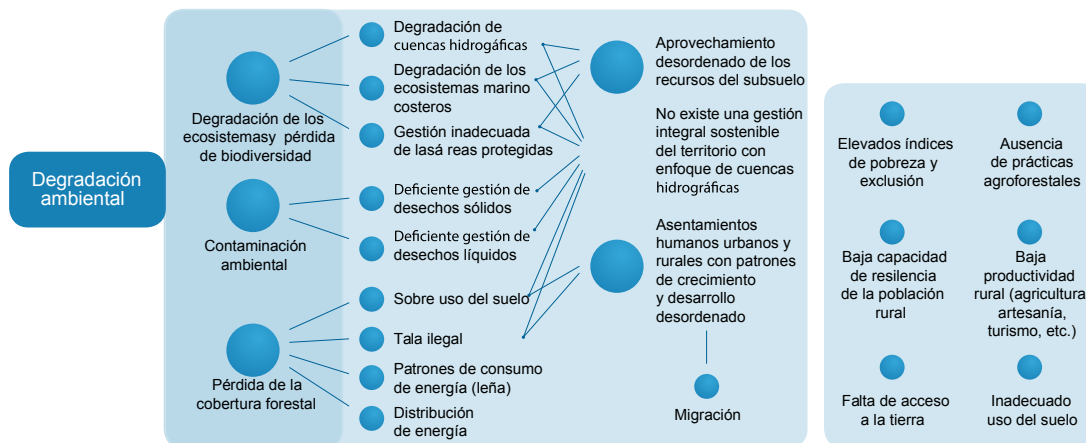 Degradación
ambiental
Degradación de los
ecosistemasy pérdida
de biodiversidad
Contaminación
ambiental
Pérdida de la
cobertura forestal
Degradación de
cuencas hidrogáficas
Degradación de los
ecosistemas marino
costeros
Gestión inadecuada
de lasá reas protegidas
Deficiente gestión de
desechos sólidos
Deficiente gestión de
desechos líquidos
Sobre uso del suelo
Tala ilegal
Patrones de consumo
de energía (leña)
Distribución
de energía
Aprovechamiento
desordenado de los
recursos del subsuelo
No existe una gestión
integral sostenible
del territorio con
enfoque de cuencas
hidrográficas
Asentamientos
humanos urbanos y
rurales con patrones
de crecimiento
y desarrollo
desordenado
Migración
Elevados índices
de pobreza y
exclusión
Ausencia
de prácticas
agroforestales
Baja capacidad
de resilencia
de la población
rural
Baja
productividad
rural (agricultura,
artesanía,
turismo, etc.)
Falta de acceso
a la tierra
Inadecuado
uso del suelo